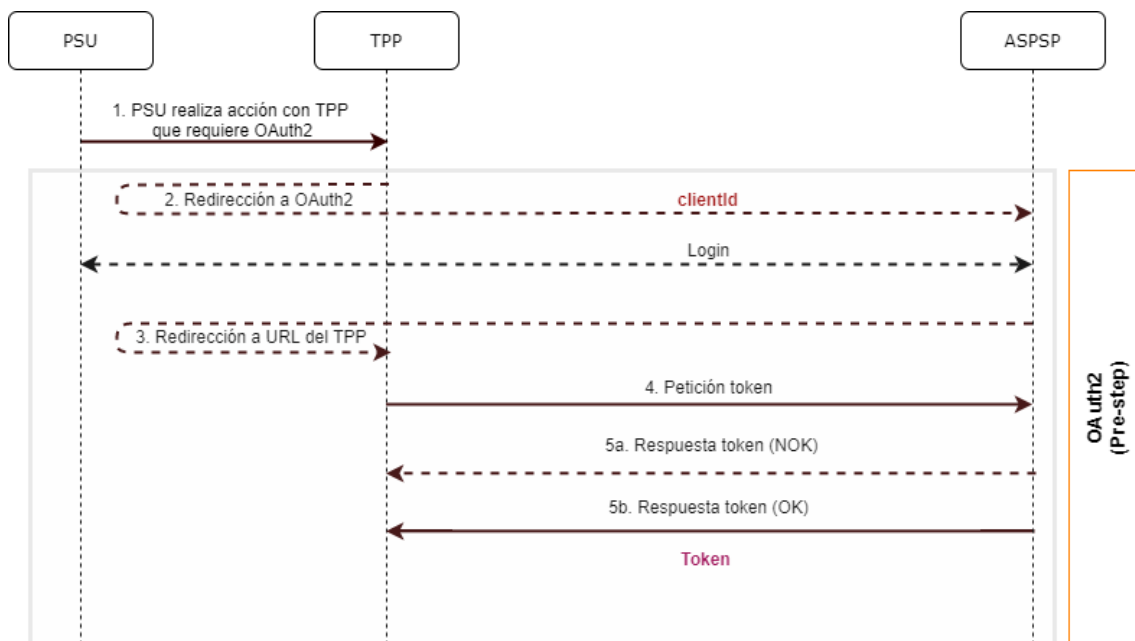 PSU
TPP
ASPSP
1. PSU realiza acción con TPP
que requiere OAuth2
2. Redirección a OAuth2
clientId
Login
3. Redirección a URL del TPP
4. Petición token
5a. Respuesta token (NOK)
5b. Respuesta token (OK)
Token
OAuth2
(Pre-step)